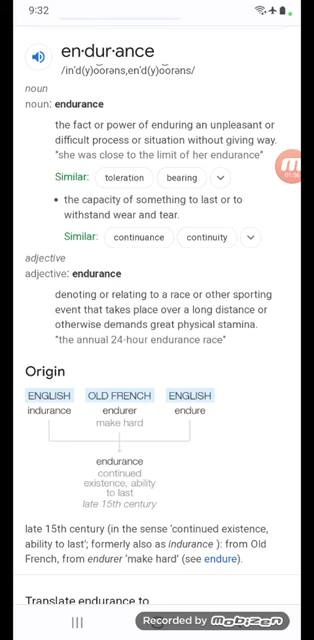 9:32
en·dur·ance
/inˈd(y)o͝orəns,enˈd(y)o͝orəns/
noun
noun: endurance
the fact or power of enduring an unpleasant or
difficult process or situation without giving way.
"she was close to the limit of her endurance"
Similar: toleration bearing
• the capacity of something to last or to
withstand wear and tear.
Similar: continuance continuity
adjective
adjective: endurance
denoting or relating to a race or other sporting
event that takes place over a long distance or
otherwise demands great physical stamina.
"the annual 24-hour endurance race"
Origin
ENGLISH OLD FRENCH ENGLISH
indurance endurer endure
make hard
endurance
continued
existence, ability
to last
late 15th century
late 15th century (in the sense ‘continued existence,
ability to last’; formerly also as indurance ): from Old
French, from endurer ‘make hard’ (see endure).
Translate endurance to
Recorded by Mobizen